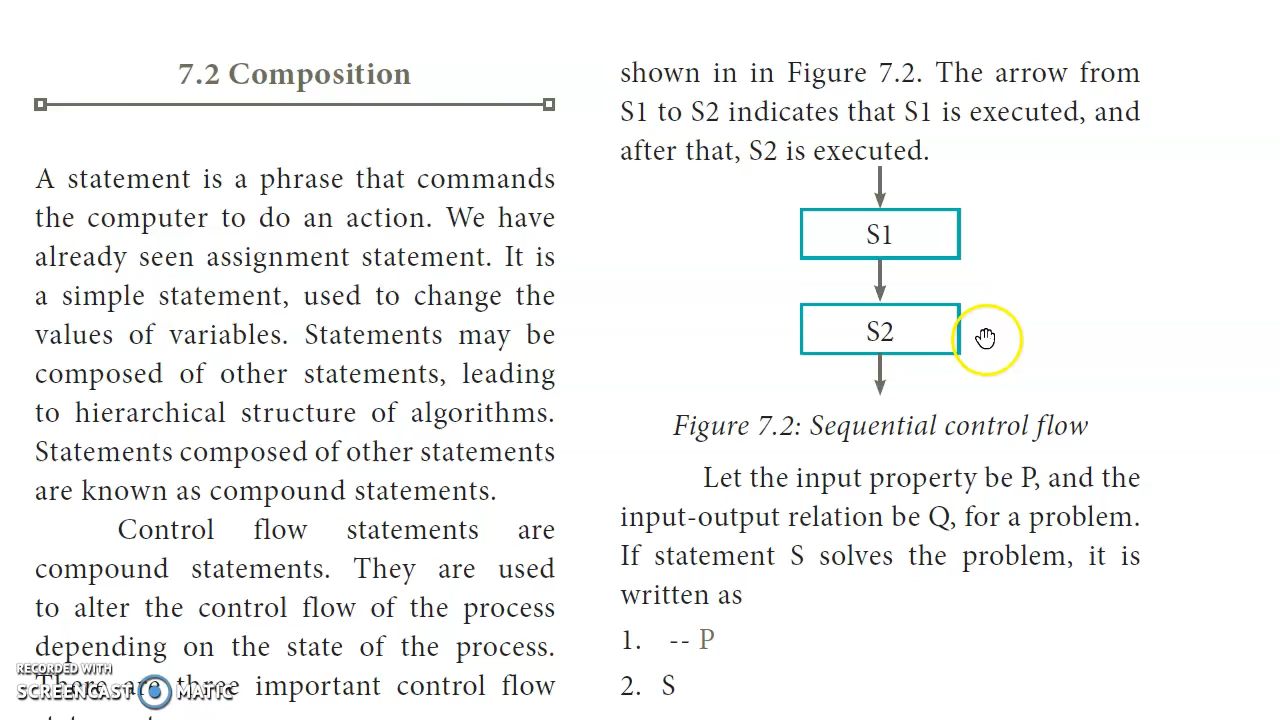 7.2 Composition
A statement is a phrase that commands
the computer to do an action. We have
already seen assignment statement. It is
a simple statement, used to change the
values of variables. Statements may be
composed of other statements, leading
to hierarchical structure of algorithms.
Statements composed of other statements
are known as compound statements.
Control flow statements are
compound statements. They are used
to alter the control flow of the process
depending on the state of the process.
There are three important control flow
RECORDED WITH
SCREENCAST MATIC
shown in in Figure 7.2. The arrow from
S1 to S2 indicates that S1 is executed, and
after that, S2 is executed.
S1
S2
Figure 7.2: Sequential control flow
Let the input property be P, and the
input-output relation be Q, for a problem.
If statement S solves the problem, it is
written as
1. -- P
2. S